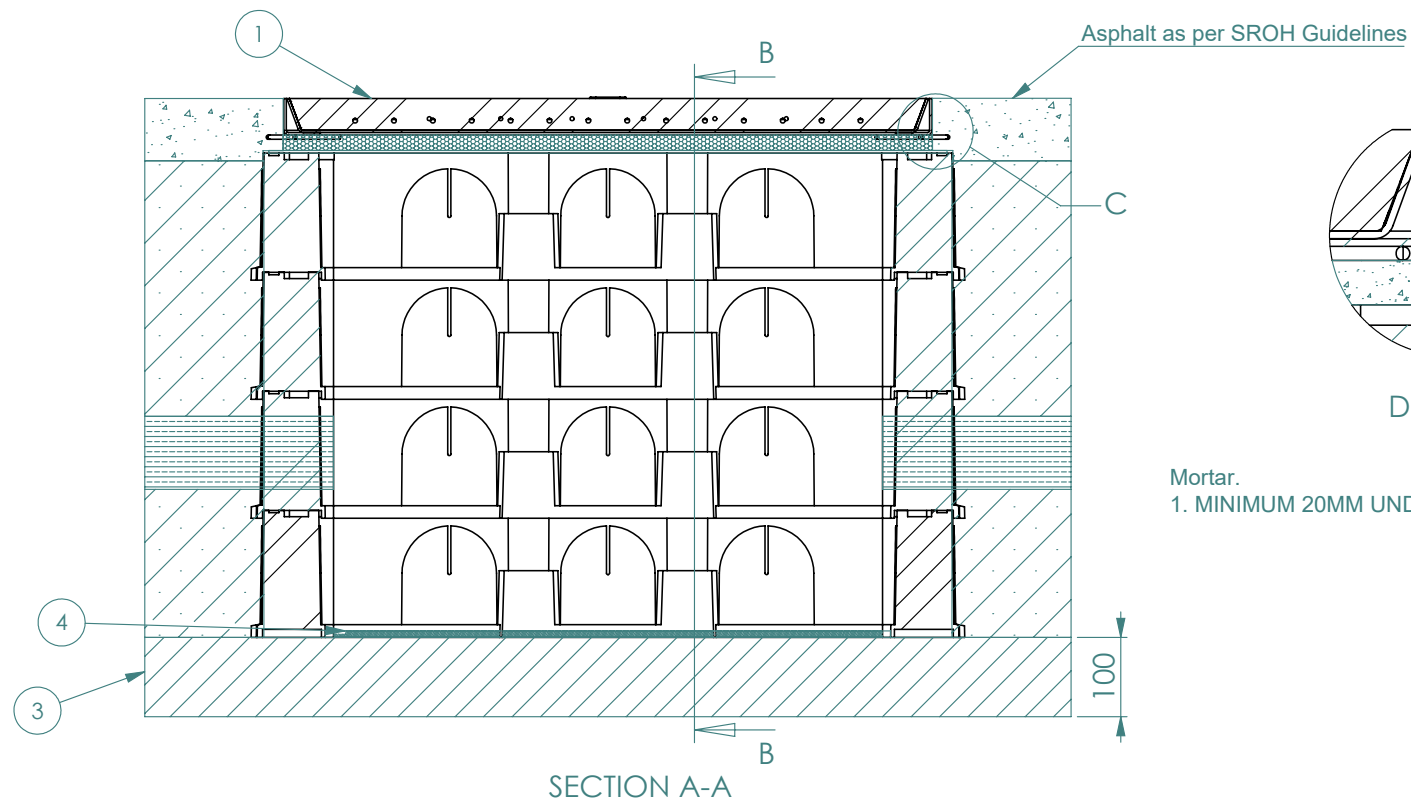 1
B
Asphalt as per SROH Guidelines
C
D
Mortar.
1. MINIMUM 20MM UND
4
3
100
B
SECTION A-A